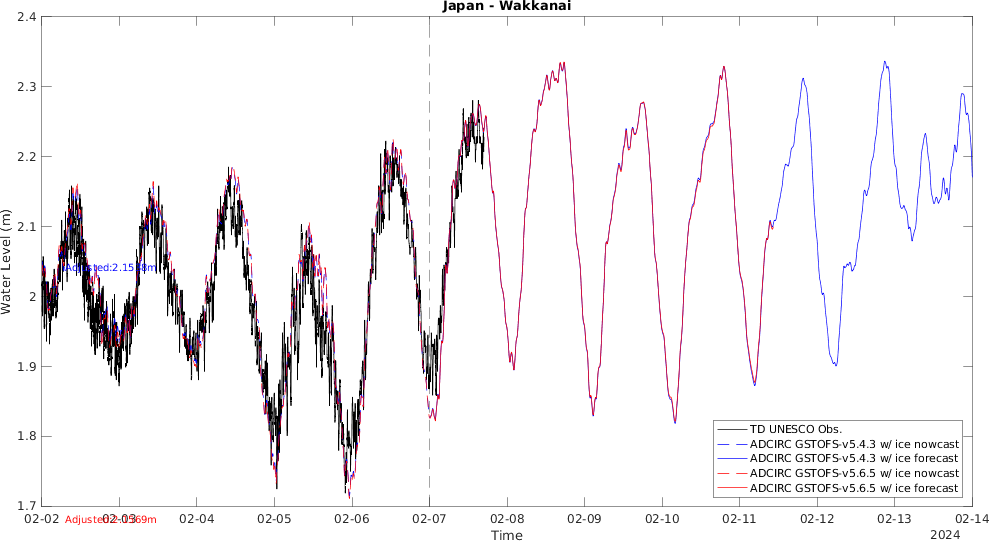 Japan - Wakkanai
2.4
2.3
2.2
2.1
2
1.9
1.8
1.7
Water Level (m)
TD UNESCO Obs.
ADCIRC GSTOFS-v5.4.3 w/ ice nowcast
ADCIRC GSTOFS-v5.4.3 w/ ice forecast
ADCIRC GSTOFS-v5.6.5 w/ ice nowcast
ADCIRC GSTOFS-v5.6.5 w/ ice forecast
02-02 02-03 02-04 02-05 02-06 02-07 02-08 02-09 02-10 02-11 02-12 02-13 02-14
Time
2024